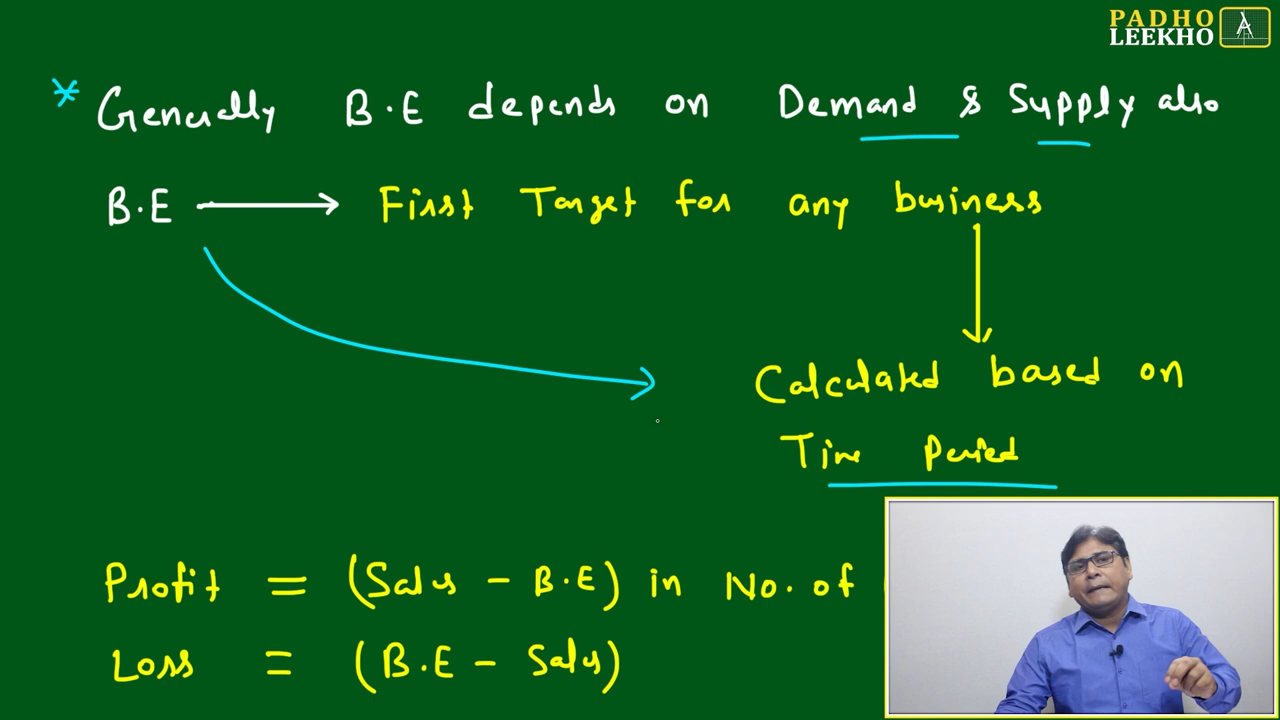 PADHO
LEEKHO
* Generally B.E depends on Demand & Supply also
B.E → First Target for any business
Calculated based on
Time Period
Profit = (Sales - B.E) in No. of
Loss = (B.E - Sales)